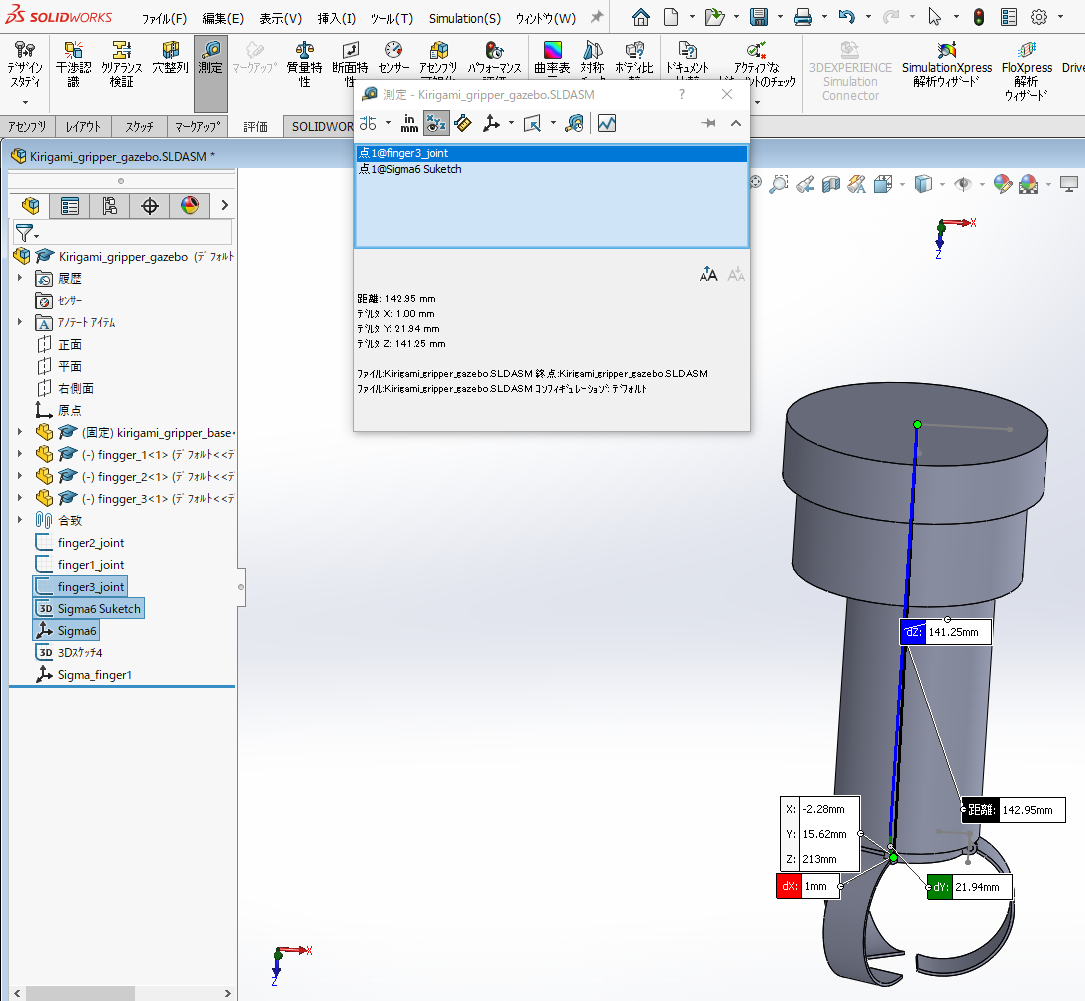 SOLIDWORKS ファイル(F) 編集(E) 表示(V) 挿入(I) ツール(T) Simulation(S) ウィンドウ(W)
デザイン スタディ
干渉認識
クリアランス検証
穴整列
測定
マークアップ
質量特性
断面特性
センサー
アセンブリ
パフォーマンス
曲率表
対称
ボディ比
ドキュメント
アクティブな
ドキュメントのチェック
3DEXPERIENCE Simulation Connector
SimulationXpress 解析ウィザード
FloXpress 解析 ウィザード
アセンブリ レイアウト スケッチ マークアップ 評価 SOLIDWOR
測定 - Kirigami_gripper_gazebo.SLDASM
in mm
点1@finger3_joint
点1@Sigma6 Suketch
距離: 142.95 mm
デルタ X: 1.00 mm
デルタ Y: 21.94 mm
デルタ Z: 141.25 mm
ファイル:Kirigami_gripper_gazebo.SLDASM 終点:Kirigami_gripper_gazebo.SLDASM
ファイル:Kirigami_gripper_gazebo.SLDASM コンフィギュレーション: デフォルト
Kirigami_gripper_gazebo.SLDASM *
Kirigami_gripper_gazebo (デフォルト
履歴
センサー
アノテート アイテム
正面
平面
右側面
原点
(固定) kirigami_gripper_base
(-) fingger_1<1> (デフォルト<<デ
(-) fingger_2<1> (デフォルト<<デ
(-) fingger_3<1> (デフォルト<<デ
合致
finger2_joint
finger1_joint
finger3_joint
3D Sigma6 Suketch
Sigma6
3D 3Dスケッチ4
Sigma_finger1
X
Z
dZ: 141.25mm
距離: 142.95mm
X: -2.28mm
Y: 15.62mm
Z: 213mm
dX: 1mm
dY: 21.94mm
X
Z